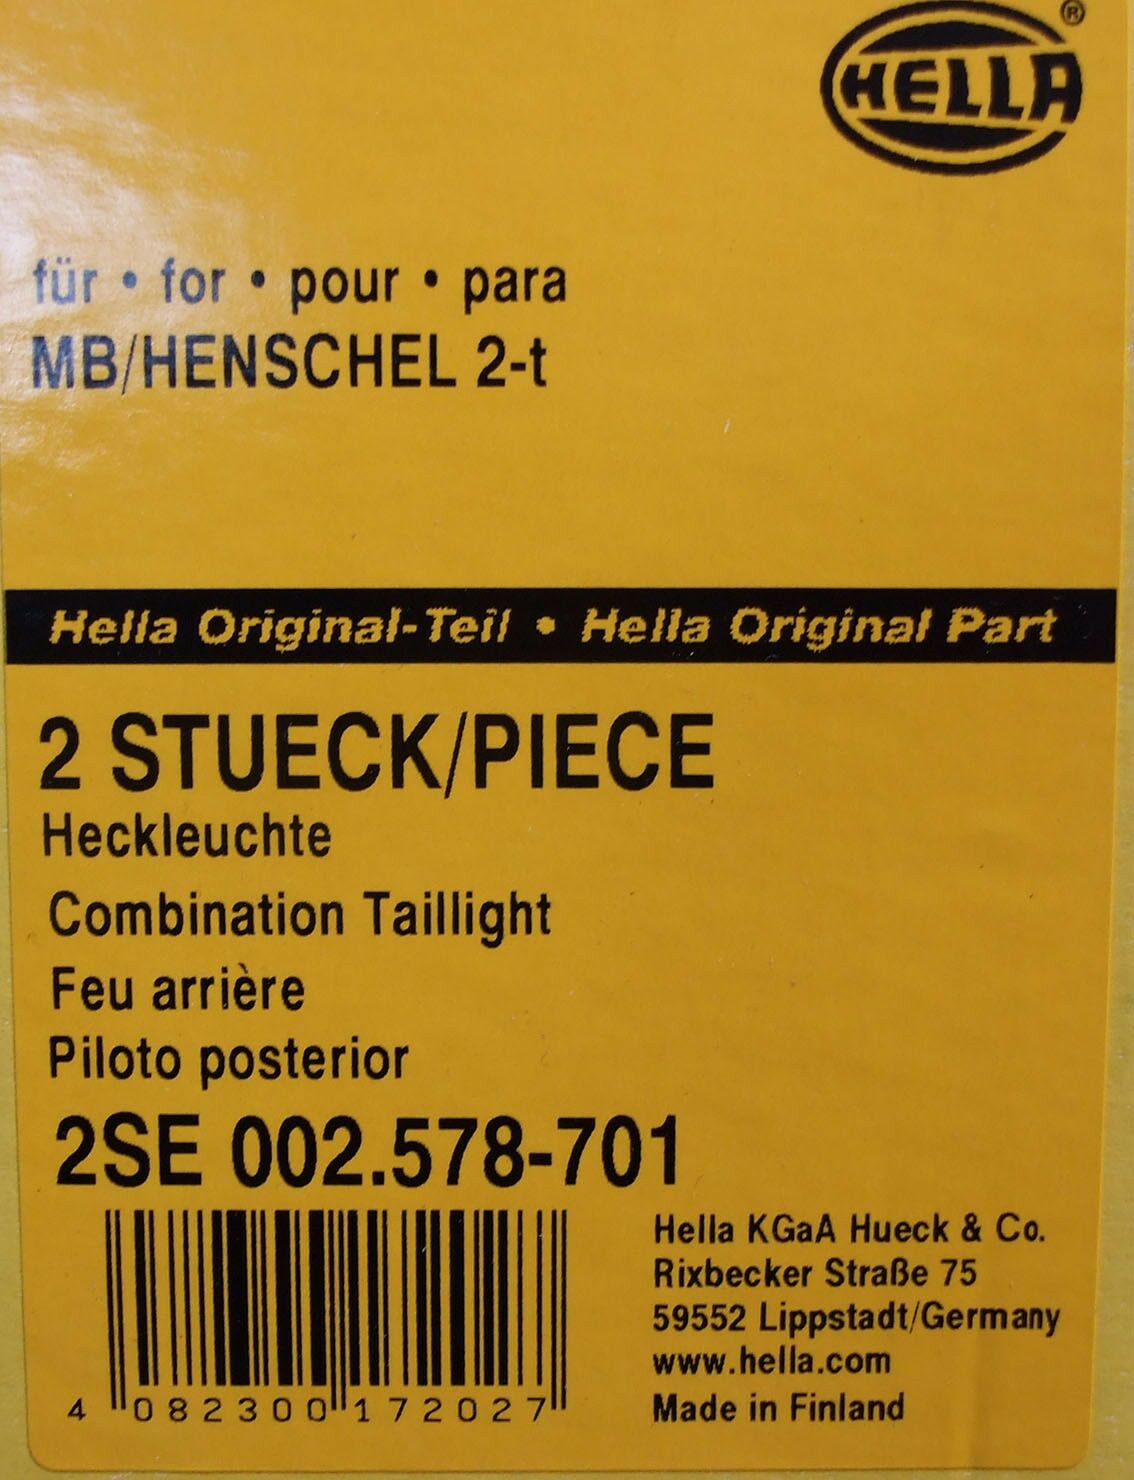 HELLA®
für • for • pour • para
MB/HENSCHEL 2-t
Hella Original-Teil • Hella Original Part
2 STUECK/PIECE
Heckleuchte
Combination Taillight
Feu arrière
Piloto posterior
2SE 002.578-701
4 082300 172027
Hella KGaA Hueck & Co.
Rixbecker Straße 75
59552 Lippstadt/Germany
www.hella.com
Made in Finland